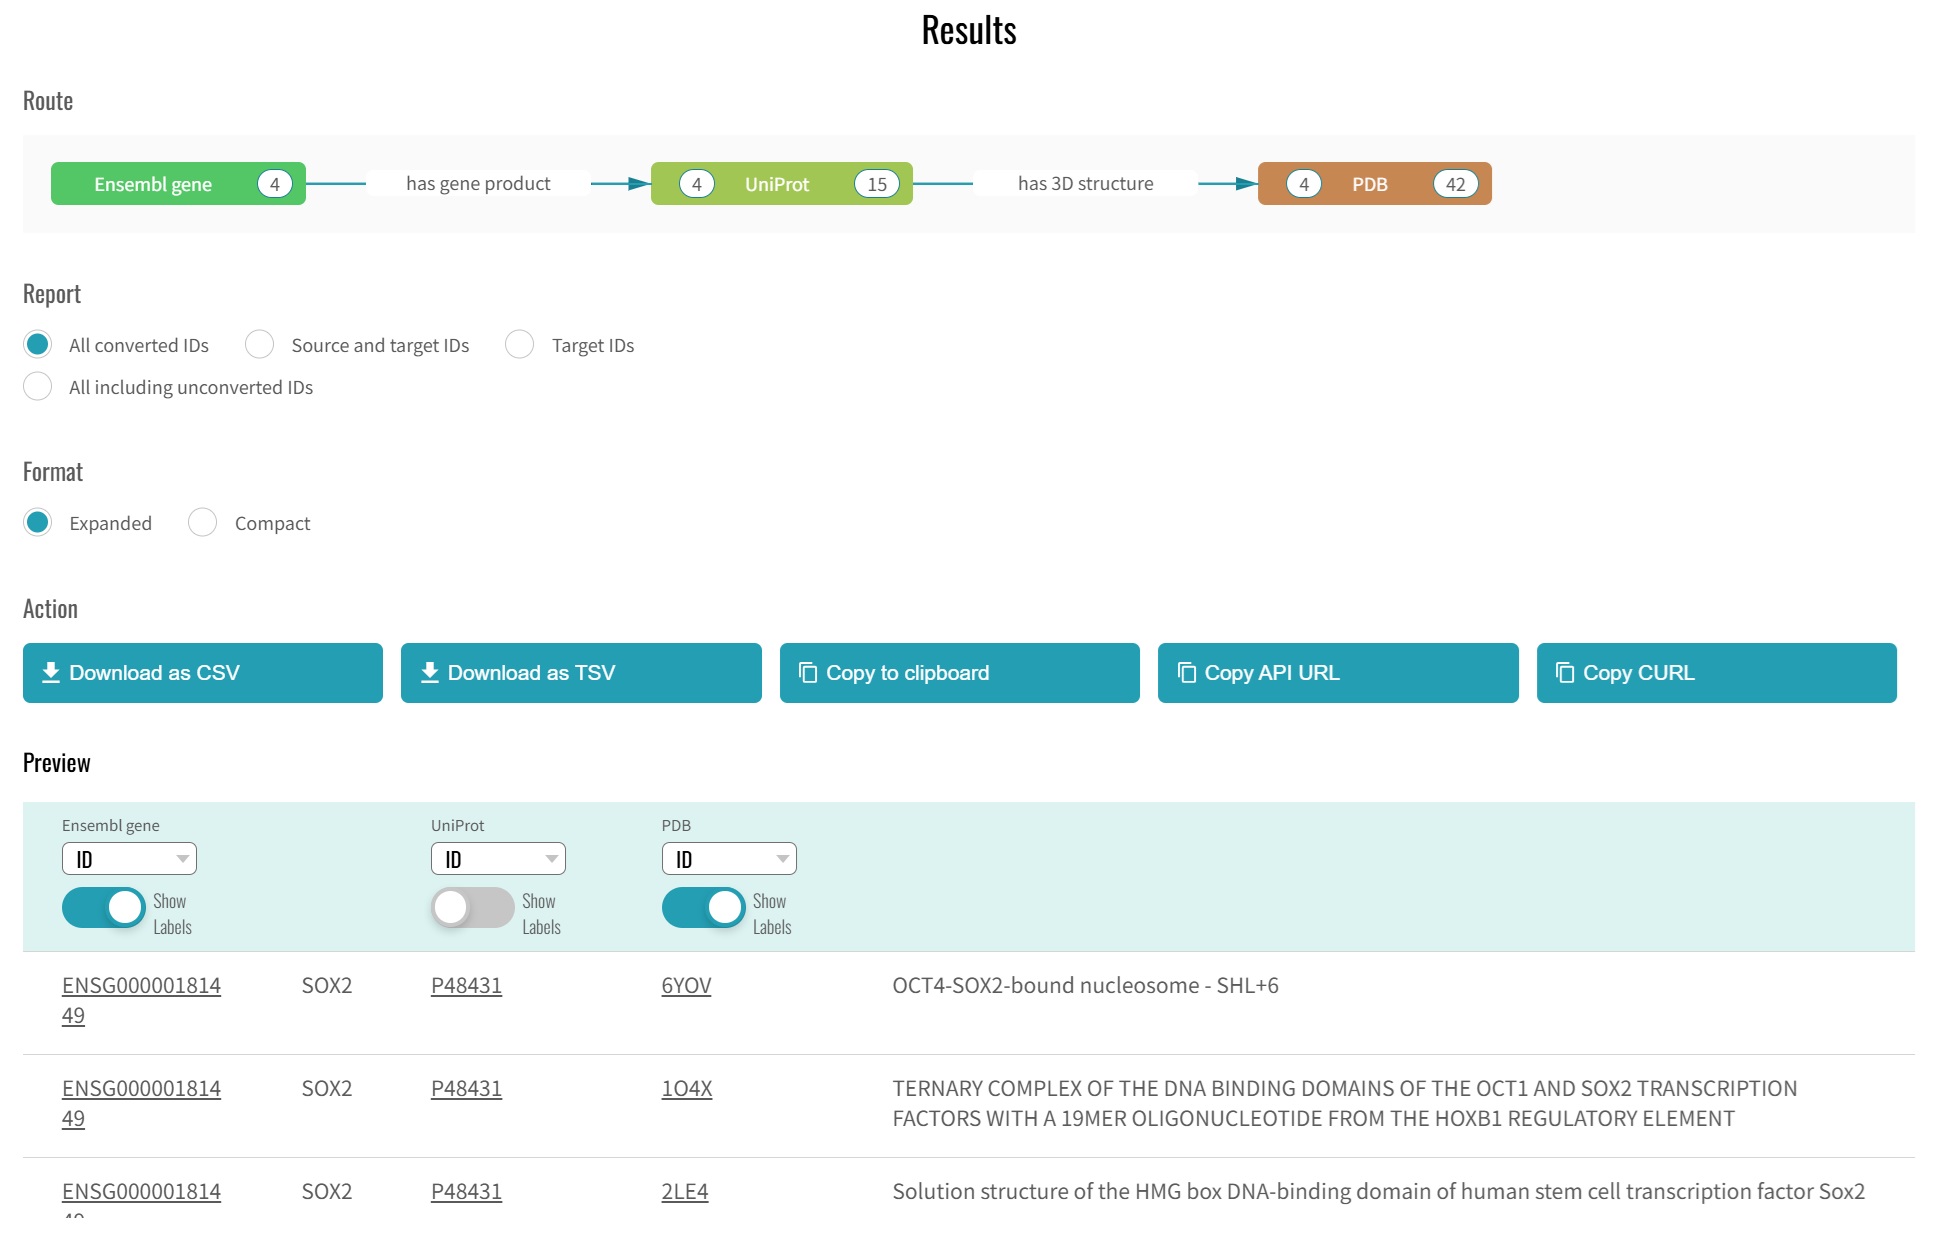 Results
Route
Ensembl gene 4 has gene product 4 UniProt 15 has 3D structure 4 PDB 42
Report
All converted IDs Source and target IDs Target IDs
All including unconverted IDs
Format
Expanded Compact
Action
Download as CSV Download as TSV Copy to clipboard Copy API URL Copy CURL
Preview
Ensembl gene UniProt PDB
ID ID ID
Show Show Show
Labels Labels Labels
ENSG000001814 SOX2 P48431 6YOV OCT4-SOX2-bound nucleosome - SHL+6
49
ENSG000001814 SOX2 P48431 1O4X TERNARY COMPLEX OF THE DNA BINDING DOMAINS OF THE OCT1 AND SOX2 TRANSCRIPTION
49 FACTORS WITH A 19MER OLIGONUCLEOTIDE FROM THE HOXB1 REGULATORY ELEMENT
ENSG000001814 SOX2 P48431 2LE4 Solution structure of the HMG box DNA-binding domain of human stem cell transcription factor Sox2